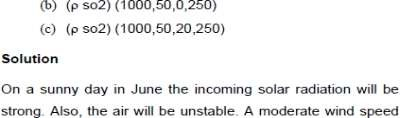 (b) (ρ so2) (1000,50,0,250)
(c) (ρ so2) (1000,50,20,250)
Solution
On a sunny day in June the incoming solar radiation will be
strong. Also, the air will be unstable. A moderate wind speed